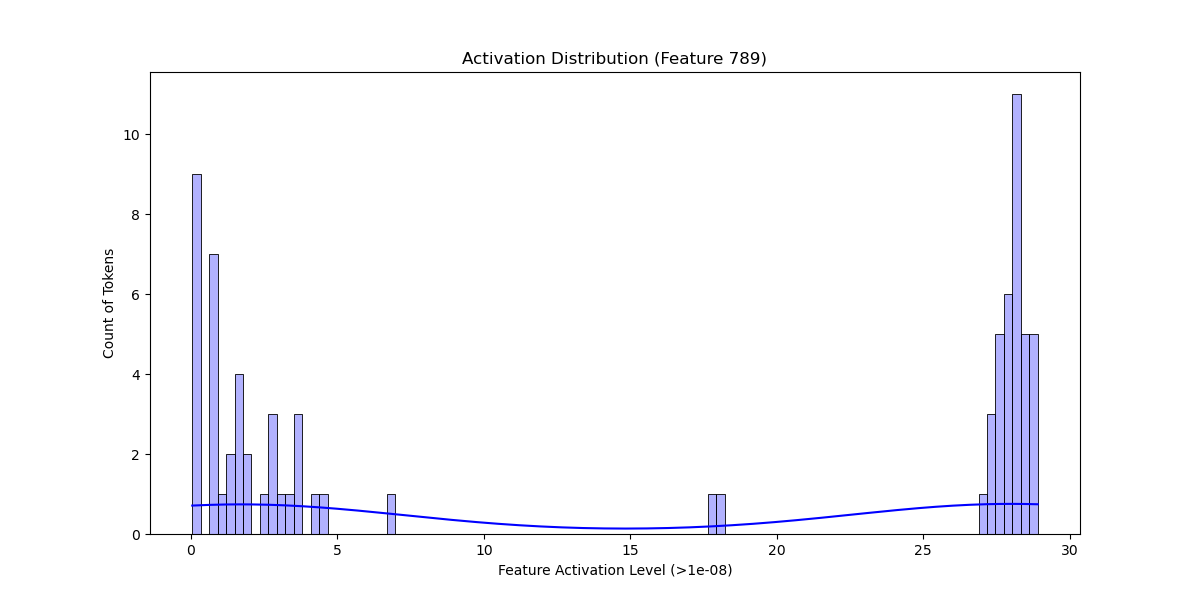 Activation Distribution (Feature 789)
Count of Tokens
10
8
6
4
2
0
0 5 10 15 20 25 30
Feature Activation Level (>1e-08)